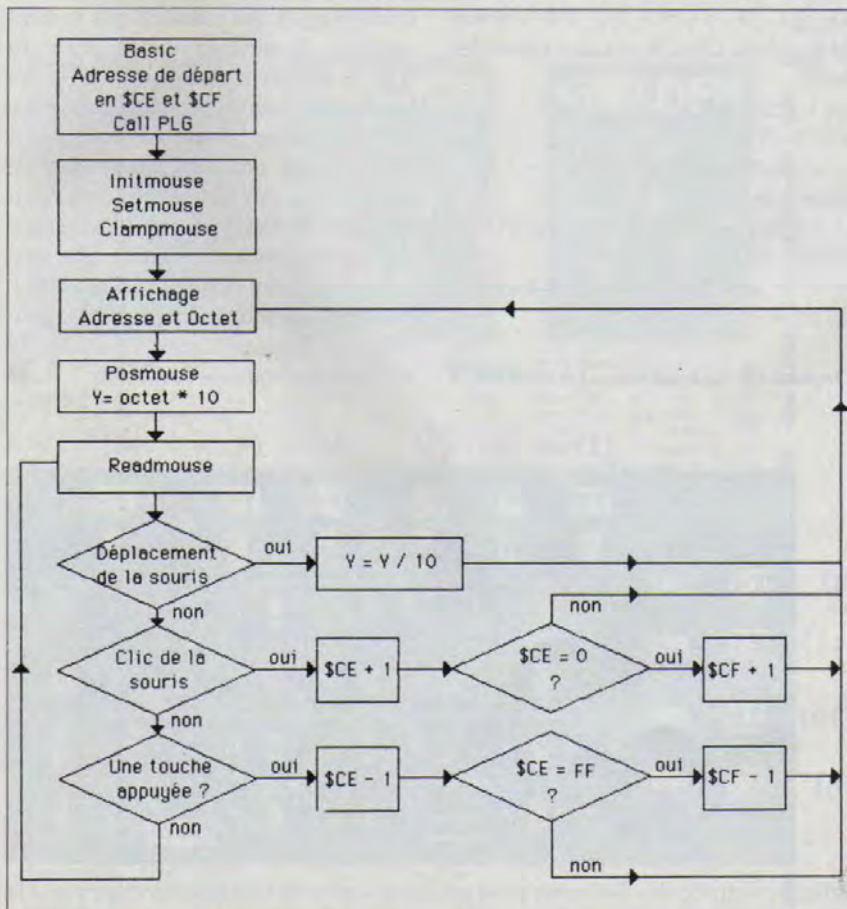 Basic
Adresse de départ
en $CE et $CF
Call PLG
Initmouse
Setmouse
Clampmouse
Affichage
Adresse et Octet
Posmouse
Y= octet * 10
Readmouse
Déplacement
de la souris
oui
Y = Y / 10
non
non
Clic de la
souris
oui
$CE + 1
$CE = 0
?
oui
$CF + 1
non
Une touche
appuyée ?
oui
$CE - 1
$CE = FF
?
oui
$CF - 1
non
non